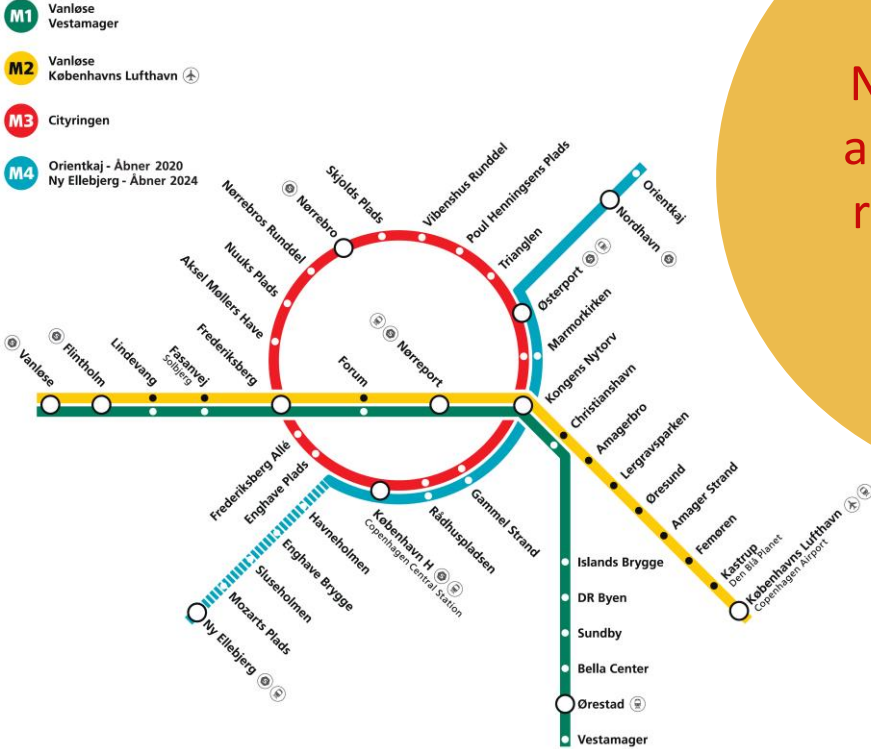 M1 Vanløse
Vestamager
M2 Vanløse
Københavns Lufthavn
M3 Cityringen
M4 Orientkaj - Åbner 2020
Ny Ellebjerg - Åbner 2024
Skjolds Plads
Vibenshus Runddel
Poul Henningsens Plads
Nørrebro
Nørrebros Runddel
Nuuks Plads
Aksel Møllers Have
Trianglen
Orientkaj
Nordhavn
Østerport
Marmorkirken
Kongens Nytorv
Vanløse
Flintholm
Lindevang
Fasanvej
Solbjerg
Frederiksberg
Forum
Nørreport
Christianshavn
Amagerbro
Lergravsparken
Øresund
Amager Strand
Femøren
Kastrup
Den Blå Planet
Københavns Lufthavn
Copenhagen Airport
Frederiksberg Allé
Enghave Plads
København H
Copenhagen Central Station
Rådhuspladsen
Gammel Strand
Havneholmen
Enghave Brygge
Sluseholmen
Mozarts Plads
Ny Ellebjerg
Islands Brygge
DR Byen
Sundby
Bella Center
Ørestad
Vestamager